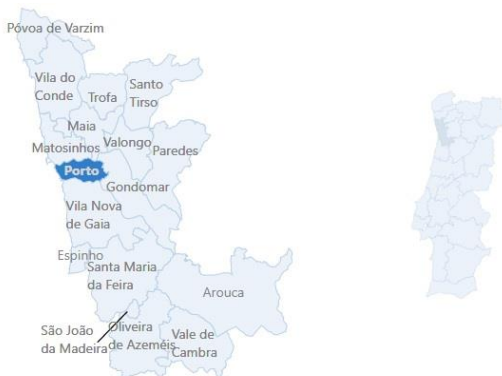 Póvoa de Varzim
Vila do
Conde
Trofa
Santo
Tirso
Maia
Matosinhos
Valongo
Paredes
Porto
Gondomar
Vila Nova
de Gaia
Espinho
Santa Maria
da Feira
Arouca
São João
da Madeira
Oliveira
de Azeméis
Vale de
Cambra